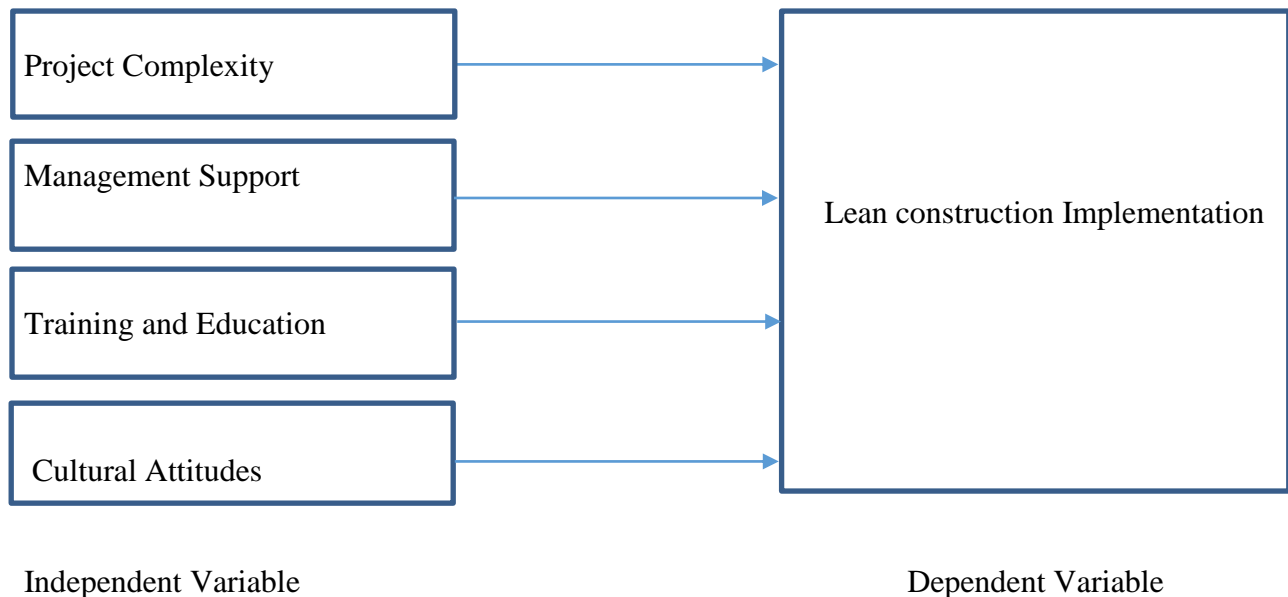 Project Complexity
Management Support
Lean construction Implementation
Training and Education
Cultural Attitudes
Independent Variable
Dependent Variable